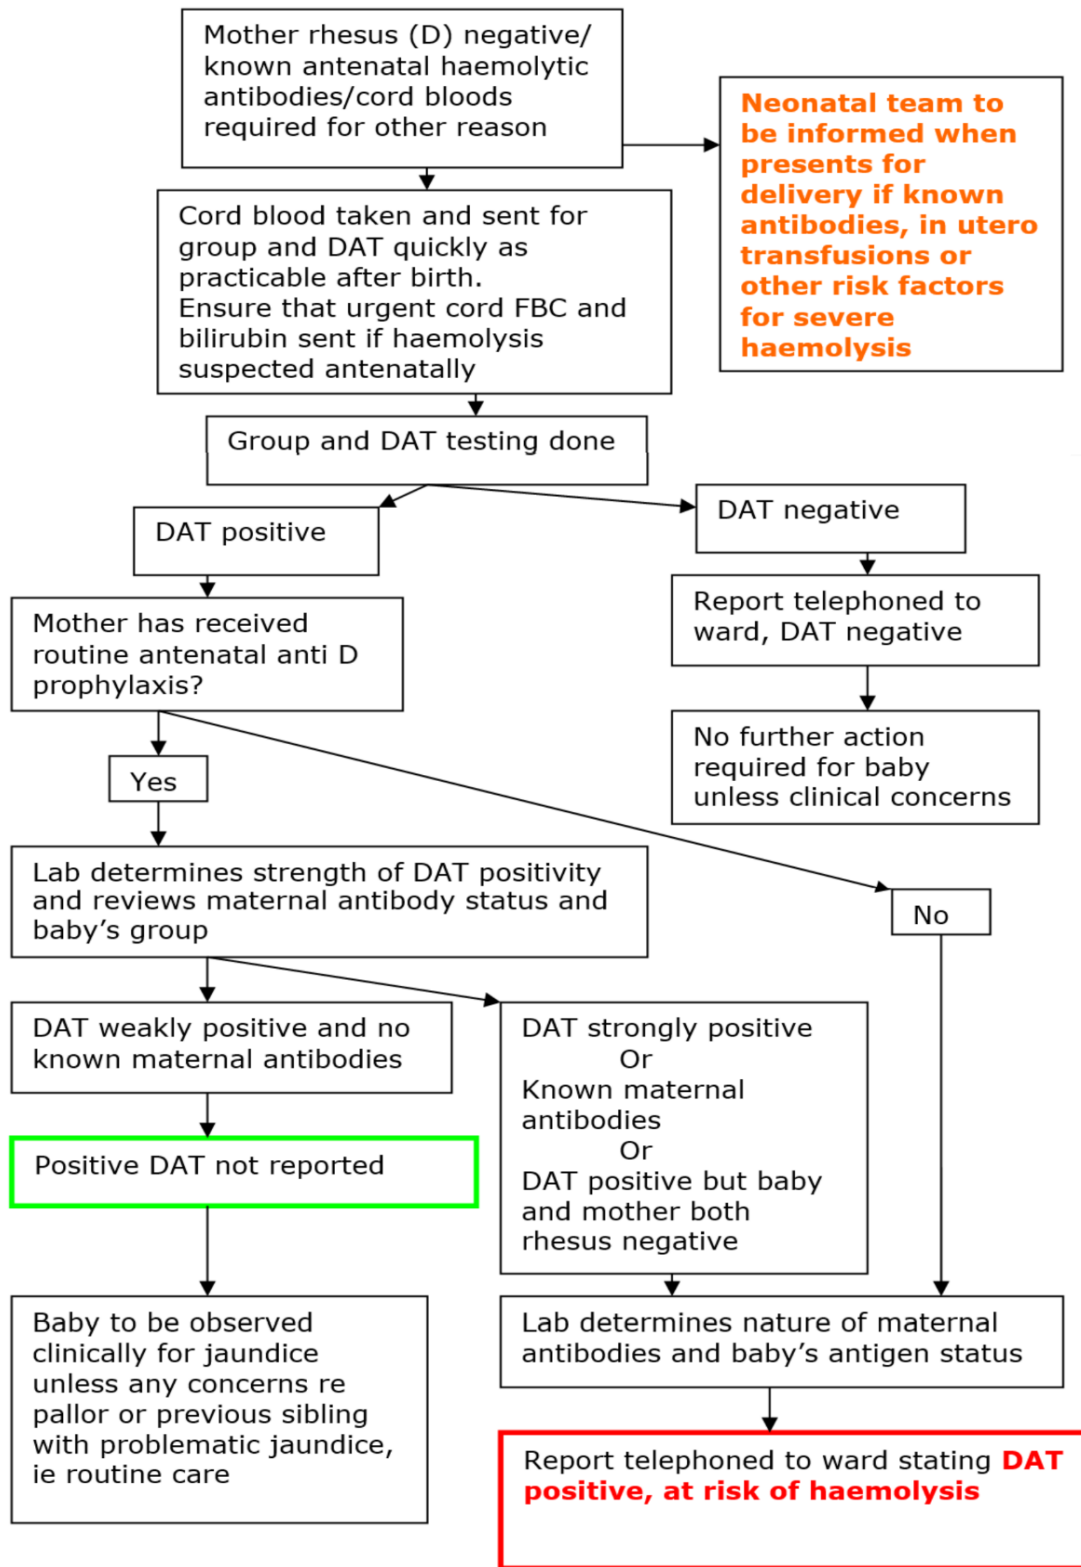 Mother rhesus (D) negative/
known antenatal haemolytic
antibodies/cord bloods
required for other reason
Neonatal team to
be informed when
presents for
delivery if known
antibodies, in utero
transfusions or
other risk factors
for severe
haemolysis
Cord blood taken and sent for
group and DAT quickly as
practicable after birth.
Ensure that urgent cord FBC and
bilirubin sent if haemolysis
suspected antenatally
Group and DAT testing done
DAT positive
DAT negative
Mother has received
routine antenatal anti D
prophylaxis?
Report telephoned to
ward, DAT negative
No further action
required for baby
unless clinical concerns
Yes
No
Lab determines strength of DAT positivity
and reviews maternal antibody status and
baby’s group
DAT weakly positive and no
known maternal antibodies
DAT strongly positive
Or
Known maternal
antibodies
Or
DAT positive but baby
and mother both
rhesus negative
Positive DAT not reported
Baby to be observed
clinically for jaundice
unless any concerns re
pallor or previous sibling
with problematic jaundice,
ie routine care
Lab determines nature of maternal
antibodies and baby’s antigen status
Report telephoned to ward stating DAT
positive, at risk of haemolysis